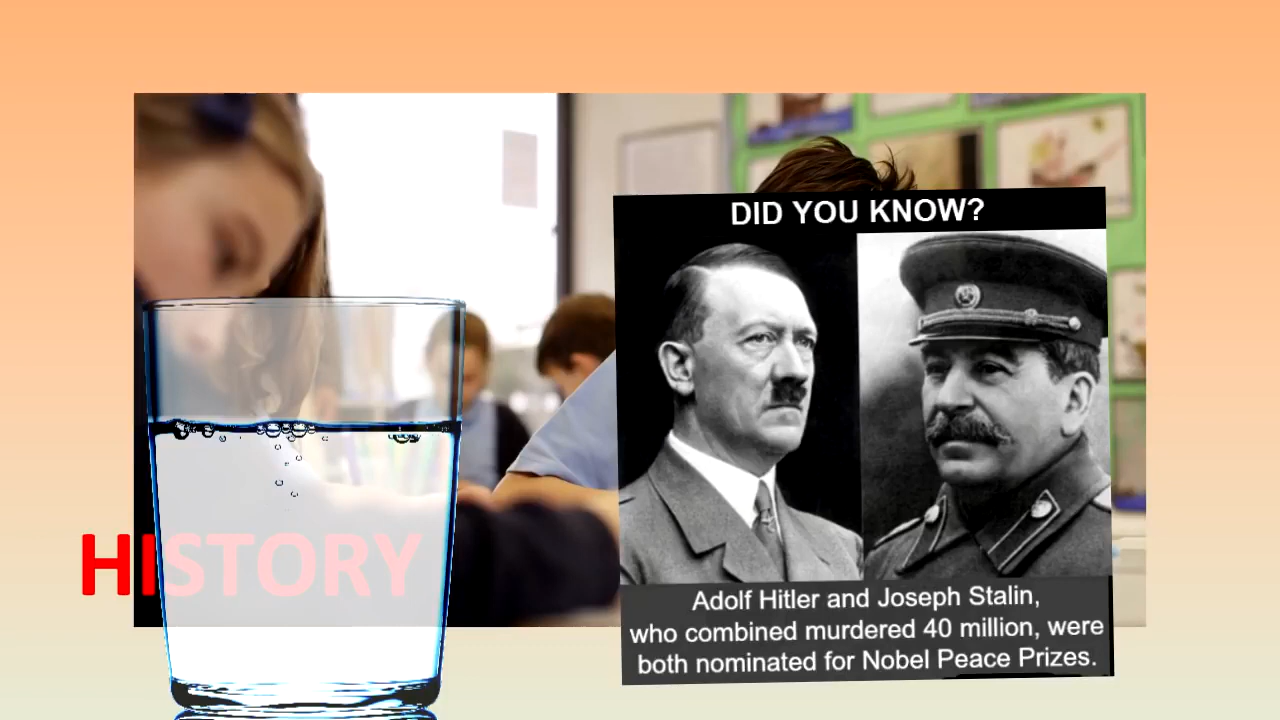 DID YOU KNOW?
HISTORY
Adolf Hitler and Joseph Stalin,
who combined murdered 40 million, were
both nominated for Nobel Peace Prizes.